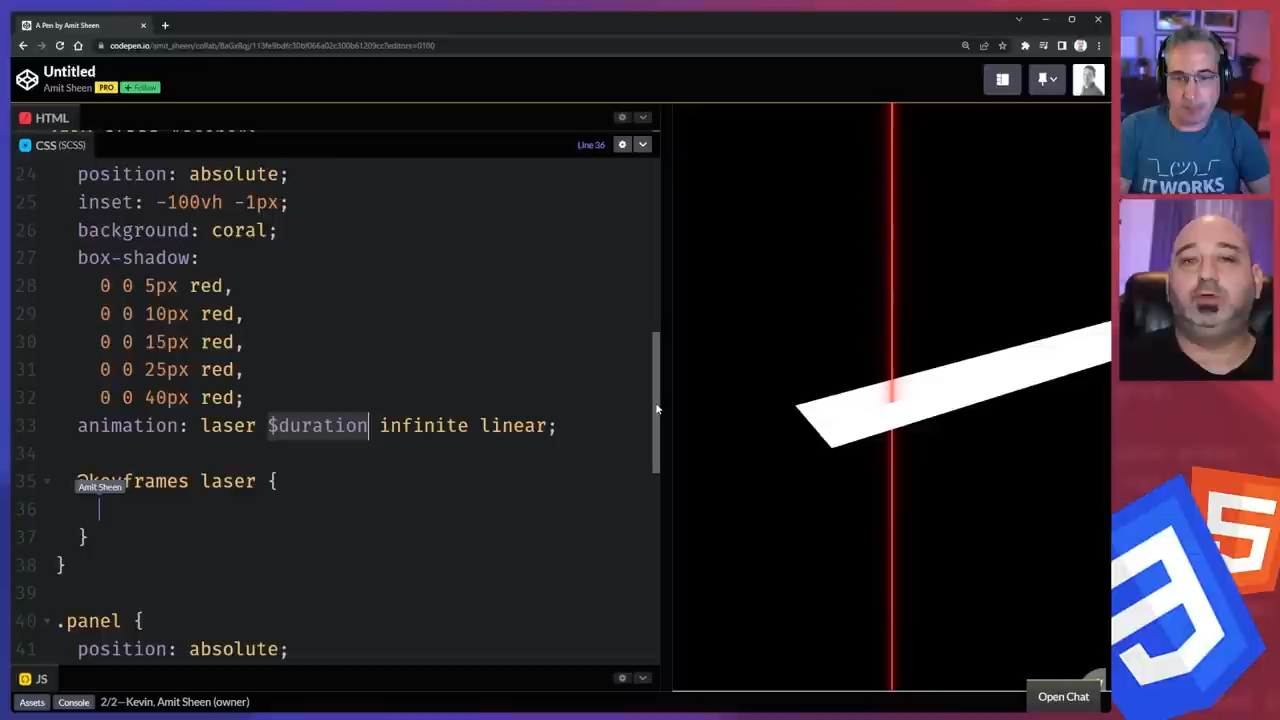 A Pen by Amit Sheen
codepen.io/amit_sheen/collab/BaGxBqj/113fe9bdfc30bf066a02c300b61209cc?editors=0100
Untitled
Amit Sheen PRO + Follow
HTML
CSS (SCSS) Line 36
24 position: absolute;
25 inset: -100vh -1px;
26 background: coral;
27 box-shadow:
28 0 0 5px red,
29 0 0 10px red,
30 0 0 15px red,
31 0 0 25px red,
32 0 0 40px red;
33 animation: laser $duration infinite linear;
34
35 @keyframes laser {
Amit Sheen
36
37 }
38 }
39
40 .panel {
41 position: absolute;
JS
Assets Console 2/2—Kevin, Amit Sheen (owner)
Open Chat
¯\_(ツ)_/¯
IT WORKS